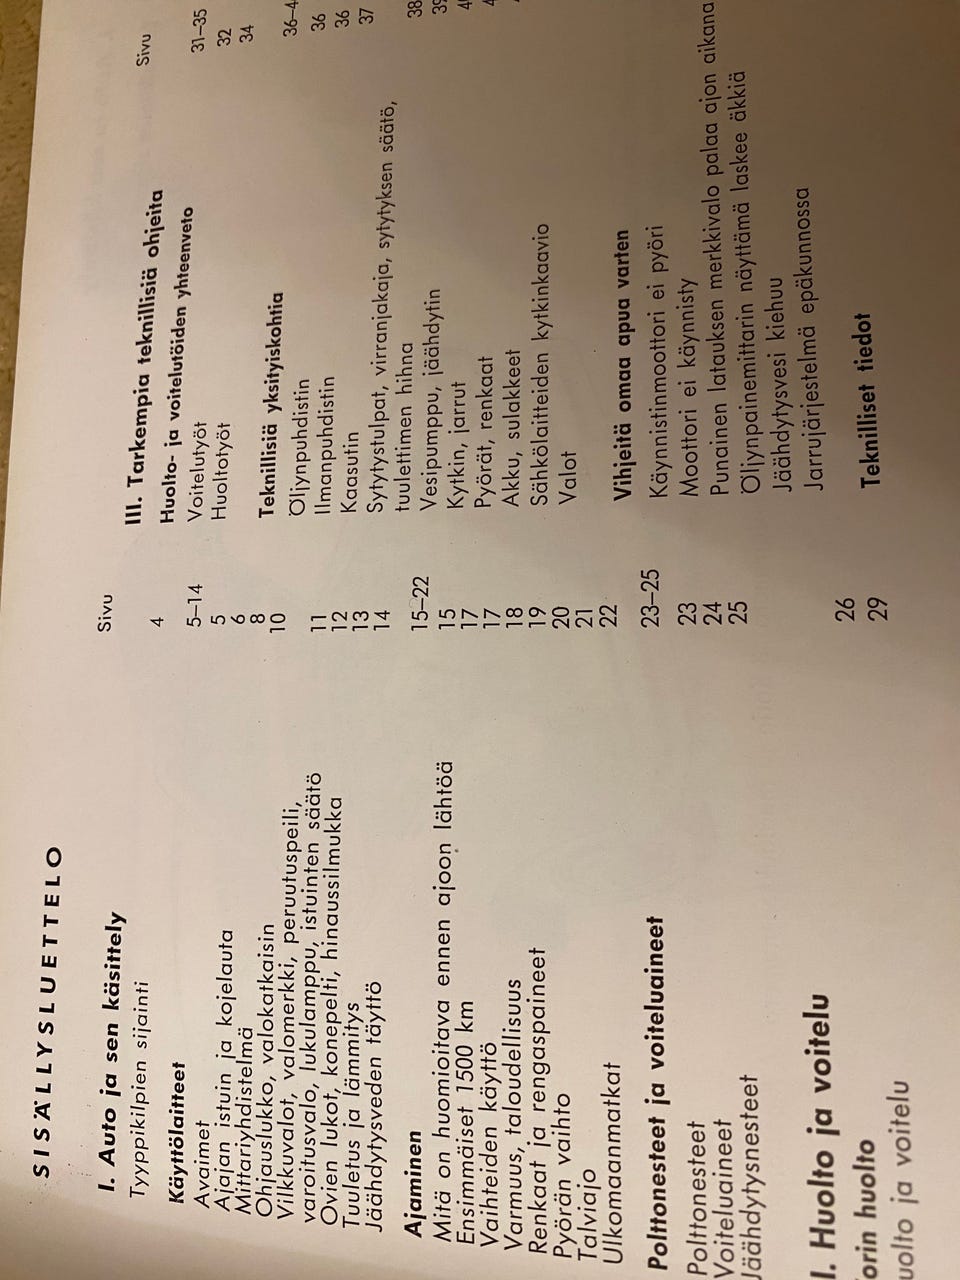 SISÄLLYSLUETTELO
Sivu
I. Auto ja sen käsittely
Tyyppikilpien sijainti 4
Käyttölaitteet 5–14
Avaimet 5
Ajajan istuin ja kojelauta 6
Mittariyhdistelmä 8
Ohjauslukko, valokatkaisin 10
Vilkkuvalot, valomerkki, peruutuspeili,
varoitusvalo, lukulamppu, istuinten säätö 11
Ovien lukot, konepelti, hinaussilmukka 12
Tuuletus ja lämmitys 13
Jäähdytysveden täyttö 14
Ajaminen 15–22
Mitä on huomioitava ennen ajoon lähtöä 15
Ensimmäiset 1500 km 17
Vaihteiden käyttö 17
Varmuus, taloudellisuus 18
Renkaat ja rengaspaineet 19
Pyörän vaihto 20
Talviajo 21
Ulkomaanmatkat 22
Polttonesteet ja voiteluaineet 23–25
Polttonesteet 23
Voiteluaineet 24
Jäähdytysnesteet 25
I. Huolto ja voitelu
orin huolto 26
uolto ja voitelu 29
Sivu
III. Tarkempia teknillisiä ohjeita
Huolto- ja voitelutöiden yhteenveto 31–35
Voitelutyöt 32
Huoltotyöt 34
Teknillisiä yksityiskohtia 36–4
Öljynpuhdistin 36
Ilmanpuhdistin 36
Kaasutin 37
Sytytystulpat, virranjakaja, sytytyksen säätö,
tuulettimen hihna 38
Vesipumppu, jäähdytin 39
Kytkin, jarrut
Pyörät, renkaat
Akku, sulakkeet
Sähkölaitteiden kytkinkaavio
Valot
Vihjeitä omaa apua varten
Käynnistinmoottori ei pyöri
Moottori ei käynnisty
Punainen latauksen merkkivalo palaa ajon aikana
Öljynpainemittarin näyttämä laskee äkkiä
Jäähdytysvesi kiehuu
Jarrujärjestelmä epäkunnossa
Teknilliset tiedot